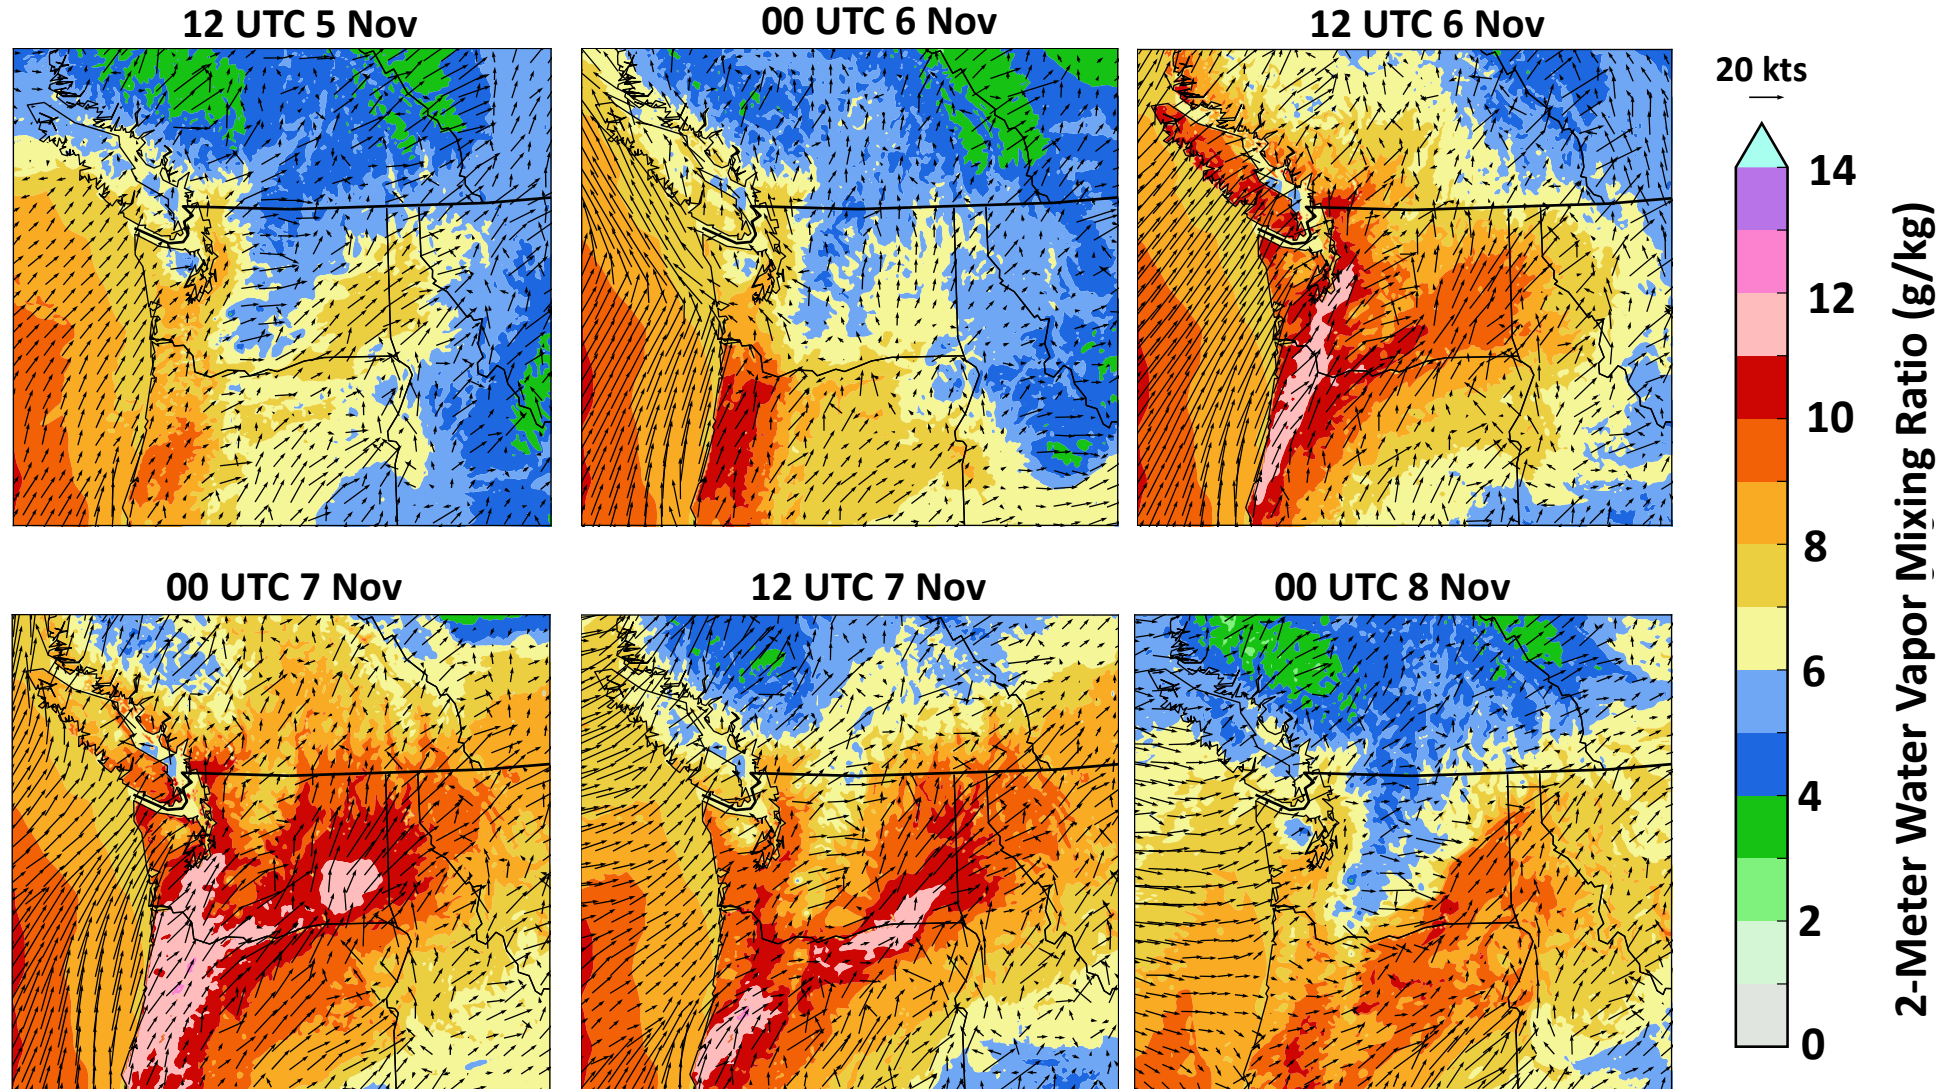 12 UTC 5 Nov
00 UTC 6 Nov
12 UTC 6 Nov
20 kts
14
12
10
8
6
4
2
0
2-Meter Water Vapor Mixing Ratio (g/kg)
00 UTC 7 Nov
12 UTC 7 Nov
00 UTC 8 Nov